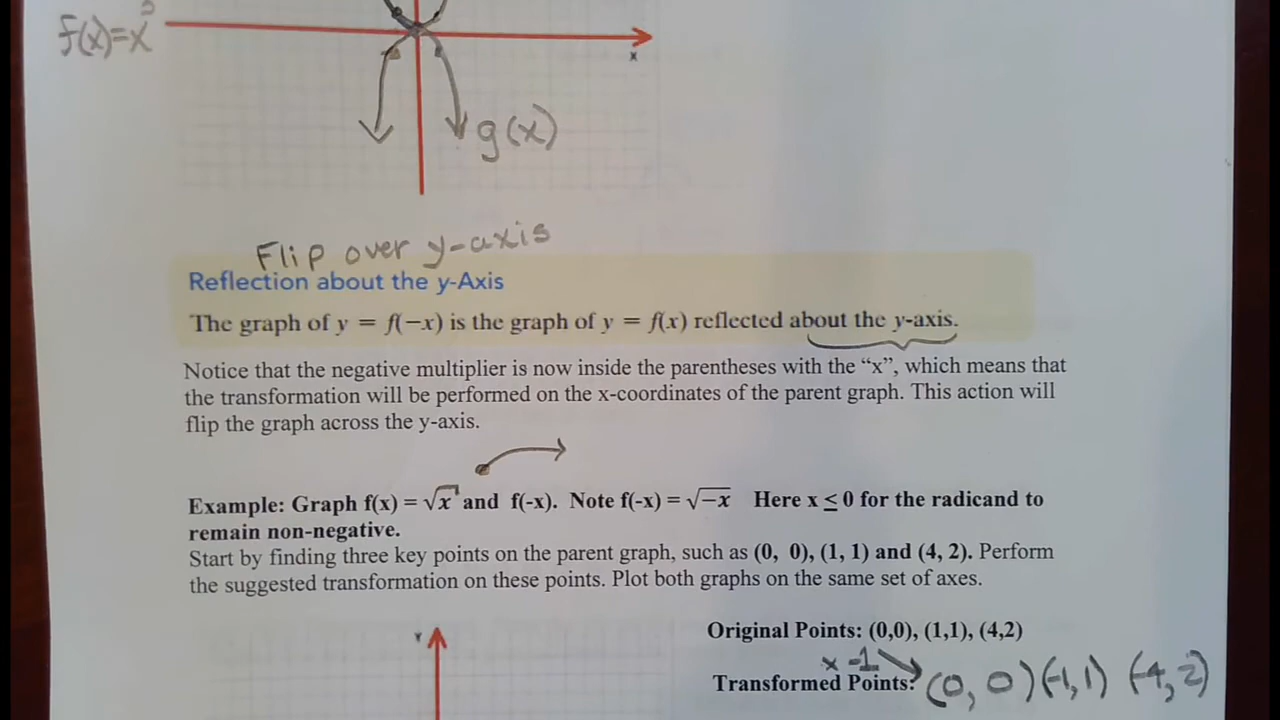 f(x)=x²
x
g(x)
Flip over y-axis
Reflection about the y-Axis
The graph of y = f(−x) is the graph of y = f(x) reflected about the y-axis.
Notice that the negative multiplier is now inside the parentheses with the “x”, which means that
the transformation will be performed on the x-coordinates of the parent graph. This action will
flip the graph across the y-axis.
Example: Graph f(x) = √x and f(-x). Note f(-x) = √−x Here x ≤ 0 for the radicand to
remain non-negative.
Start by finding three key points on the parent graph, such as (0, 0), (1, 1) and (4, 2). Perform
the suggested transformation on these points. Plot both graphs on the same set of axes.
Y
Original Points: (0,0), (1,1), (4,2)
x -1
Transformed Points: (0, 0) (-1, 1) (-4, 2)